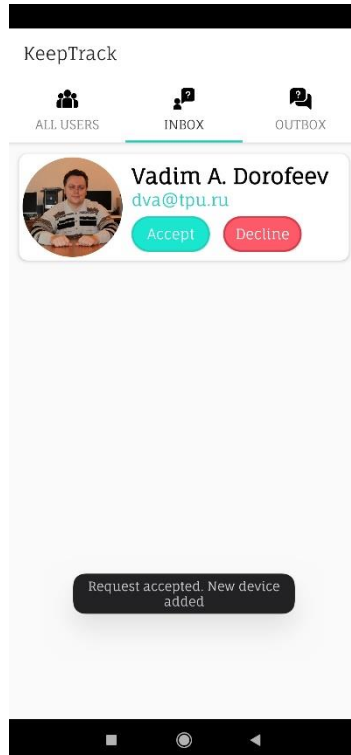 KeepTrack
ALL USERS
INBOX
OUTBOX
Vadim A. Dorofeev
dva@tpu.ru
Accept
Decline
Request accepted. New device
added